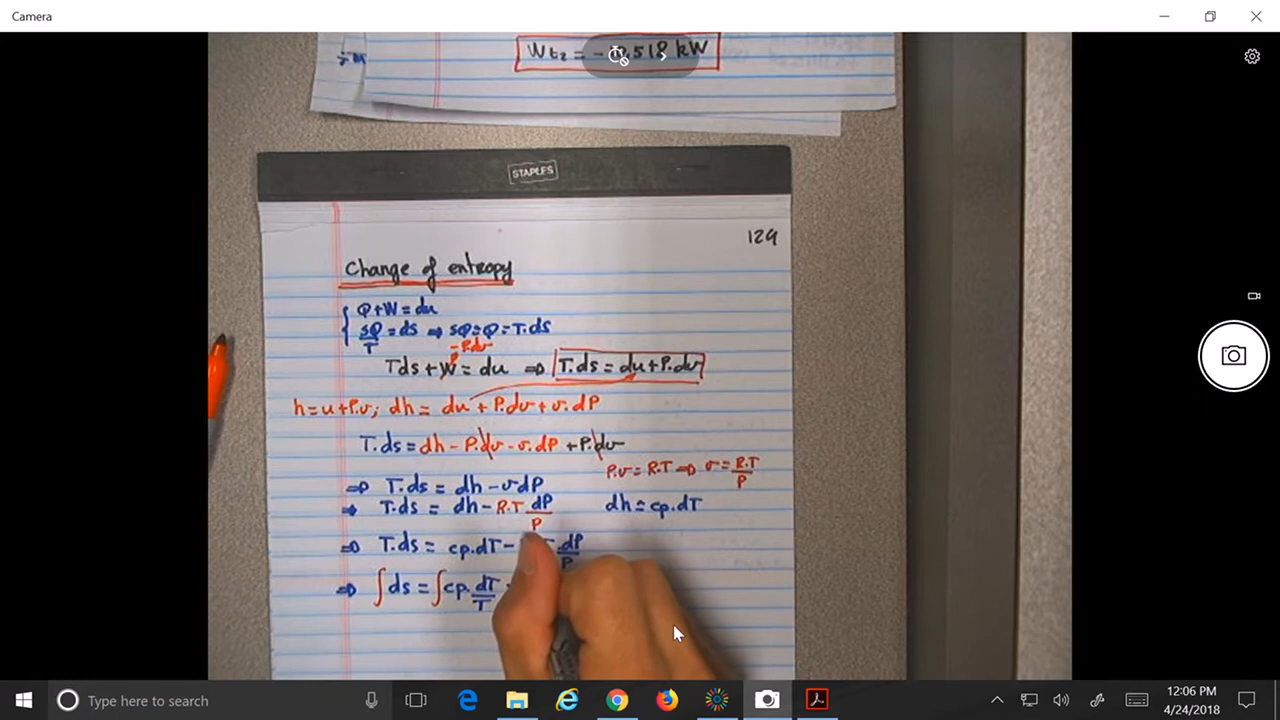 Camera
Wt₂ = - .518 kW
STAPLES
129
Change of entropy
Q+W = du
δQ/T = ds ⇒ δQ = Q = T.ds
-P.dv
Tds + W = du ⇒ T.ds = du + P.dv
h = u + P.v; dh = du + P.dv + v.dP
T.ds = dh - P.dv - v.dP + P.dv
P.v = R.T ⇒ v = R.T/P
⇒ T.ds = dh - vdP
⇒ T.ds = dh - R.T dP/P dh = cp.dT
⇒ T.ds = cp.dT - T.dP/P
⇒ ∫ds = ∫cp.dT/T
Type here to search
12:06 PM
4/24/2018